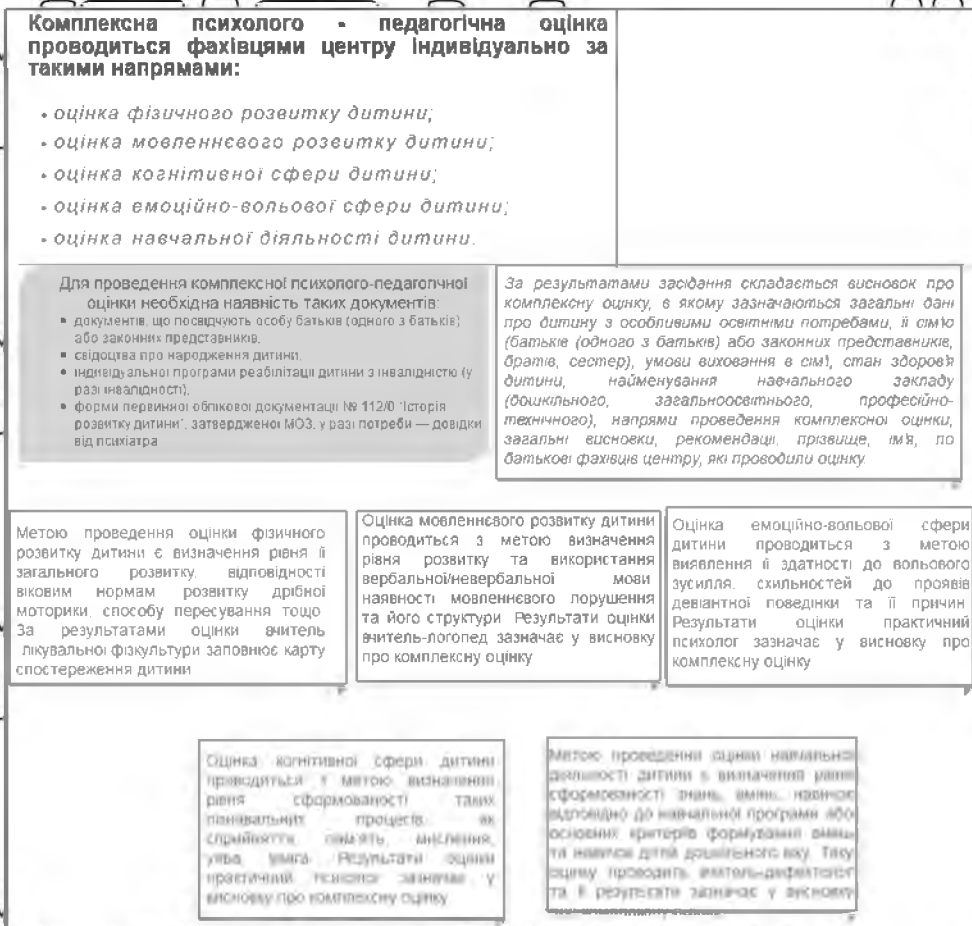 Комплексна психолого - педагогічна оцінка
проводиться фахівцями центру індивідуально за
такими напрямами:
• оцінка фізичного розвитку дитини;
• оцінка мовленнєвого розвитку дитини;
• оцінка когнітивної сфери дитини;
• оцінка емоційно-вольової сфери дитини;
• оцінка навчальної діяльності дитини.
Для проведення комплексної психолого-педагогічної
оцінки необхідна наявність таких документів:
• документів, що посвідчують особу батьків (одного з батьків)
або законних представників,
• свідоцтва про народження дитини,
• індивідуальної програми реабілітації дитини з інвалідністю (у
разі інвалідності),
• форми первинної облікової документації № 112/0 "Історія
розвитку дитини", затвердженої МОЗ, у разі потреби — довідки
від психіатра
За результатами засідання складається висновок про
комплексну оцінку, в якому зазначаються загальні дані
про дитину з особливими освітніми потребами, її сім'ю
(батьків (одного з батьків) або законних представників,
братів, сестер), умови виховання в сім'ї, стан здоров'я
дитини, найменування навчального закладу
(дошкільного, загальноосвітнього, професійно-
технічного), напрями проведення комплексної оцінки,
загальні висновки, рекомендації, прізвище, ім'я, по
батькові фахівців центру, які проводили оцінку.
Метою проведення оцінки фізичного
розвитку дитини є визначення рівня її
загального розвитку, відповідності
віковим нормам розвитку дрібної
моторики, способу пересування тощо
За результатами оцінки вчитель
лікувальної фізкультури заповнює карту
спостереження дитини
Оцінка мовленнєвого розвитку дитини
проводиться з метою визначення
рівня розвитку та використання
вербальної/невербальної мови
наявності мовленнєвого порушення
та його структури Результати оцінки
вчитель-логопед зазначає у висновку
про комплексну оцінку
Оцінка емоційно-вольової сфери
дитини проводиться з метою
виявлення її здатності до вольового
зусилля, схильностей до проявів
девіантної поведінки та її причин
Результати оцінки практичний
психолог зазначає у висновку про
комплексну оцінку
Оцінка когнітивної сфери дитини
проводиться з метою визначення
рівня сформованості таких
пізнавальних процесів як
сприйняття, пам'ять, мислення,
уява, увага Результати оцінки
практичний психолог зазначає у
висновку про комплексну оцінку
Метою проведення оцінки навчальної
діяльності дитини є визначення рівня
сформованості знань, вмінь, навичок
відповідно до навчальної програми або
основних критеріїв формування вмінь
та навичок дітей дошкільного віку. Таку
оцінку проводить вчитель-дефектолог
та її результати зазначає у висновку